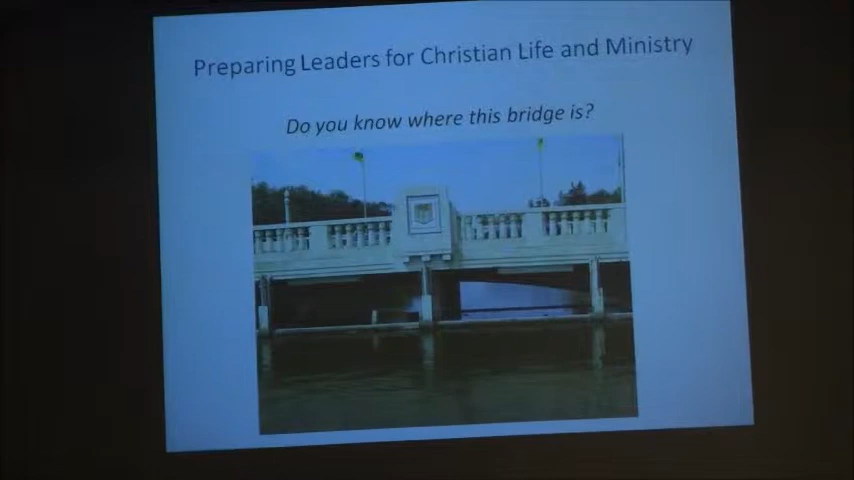 Preparing Leaders for Christian Life and Ministry
Do you know where this bridge is?